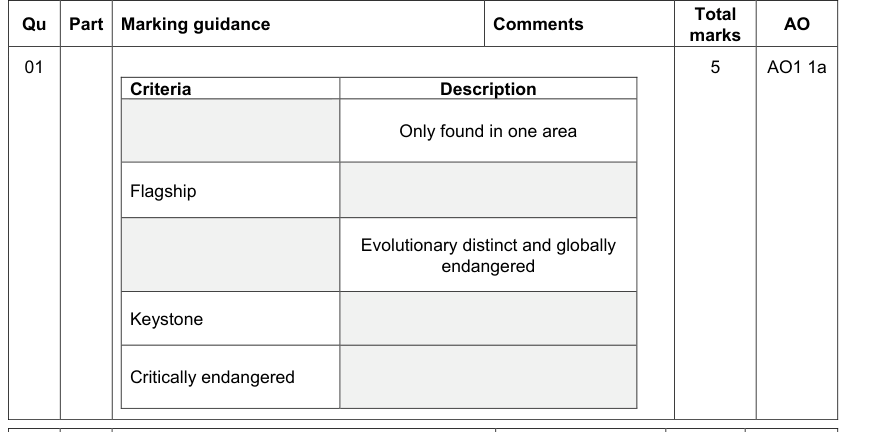 Qu Part Marking guidance Comments Total marks AO
01 5 AO1 1a
Criteria Description
Only found in one area
Flagship
Evolutionary distinct and globally
endangered
Keystone
Critically endangered